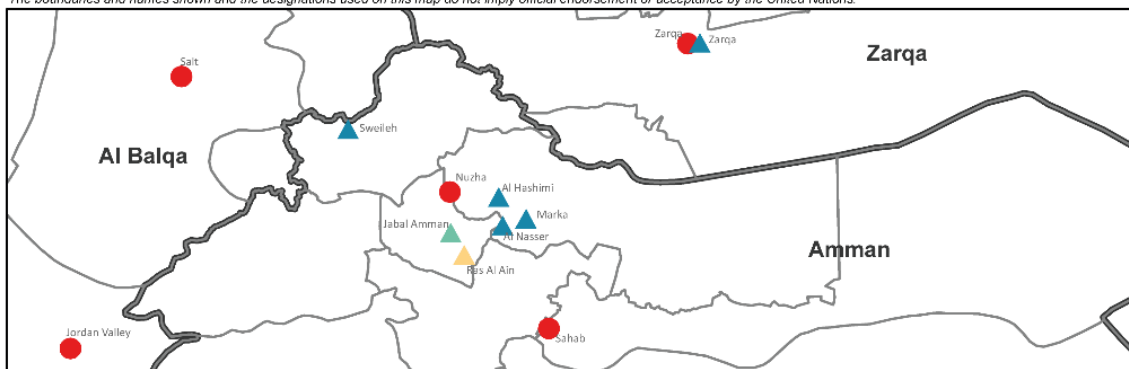 The boundaries and names shown and the designations used on this map do not imply official endorsement or acceptance by the United Nations.
Zarqa
Zarqa
Zarqa
Salt
Sweileh
Al Balqa
Nuzha
Al Hashimi
Jabal Amman
Marka
Al Nasser
Amman
Ras Al Ain
Jordan Valley
Sahab